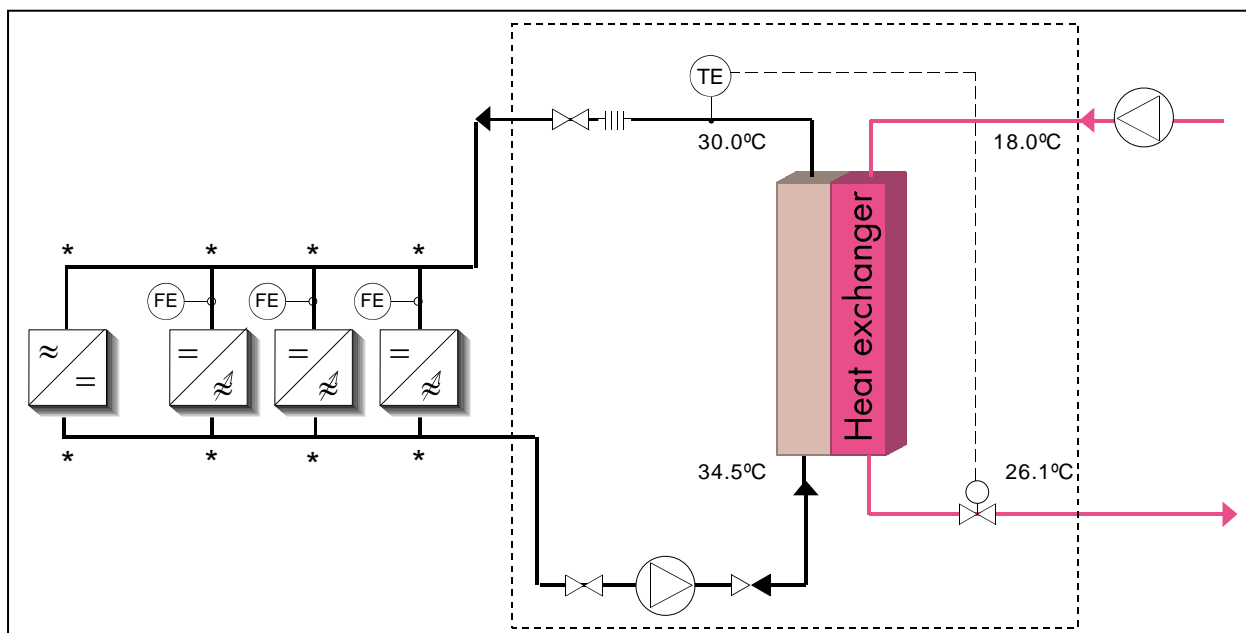 TE
30.0ºC
18.0ºC
* * * *
FE FE FE
≈ = = ≈ = ≈ = ≈
Heat exchanger
* * * *
34.5ºC
26.1ºC